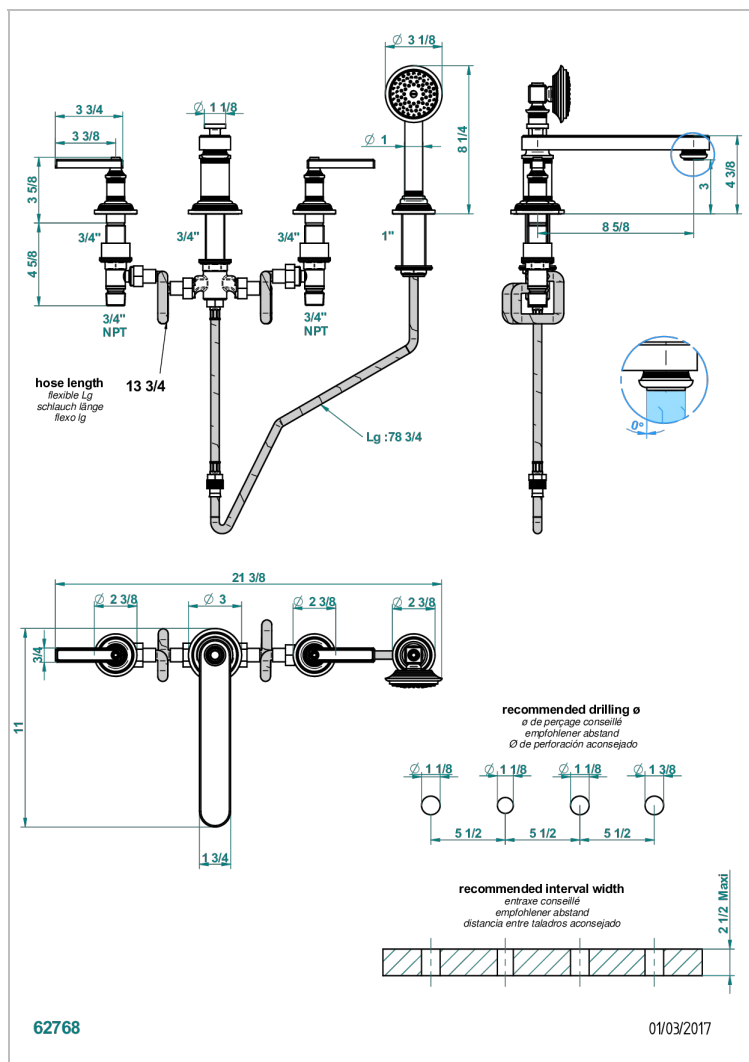 Ø 3 1/8
3 3/4
3 3/8
Ø 1 1/8
Ø 1
8 1/4
3 5/8
4 3/8
3
8 5/8
3/4"
3/4"
3/4"
1"
4 5/8
3/4"
NPT
3/4"
NPT
hose length
flexible Lg
schlauch länge
flexo lg
13 3/4
Lg :78 3/4
0°
21 3/8
Ø 2 3/8
Ø 3
Ø 2 3/8
Ø 2 3/8
3/4
11
1 3/4
recommended drilling ø
ø de perçage conseillé
empfohlener abstand
Ø de perforación aconsejado
Ø 1 1/8
Ø 1 1/8
Ø 1 1/8
Ø 1 3/8
5 1/2
5 1/2
5 1/2
recommended interval width
entraxe conseillé
empfohlener abstand
distancia entre taladros aconsejado
2 1/2 Maxi
62768
01/03/2017